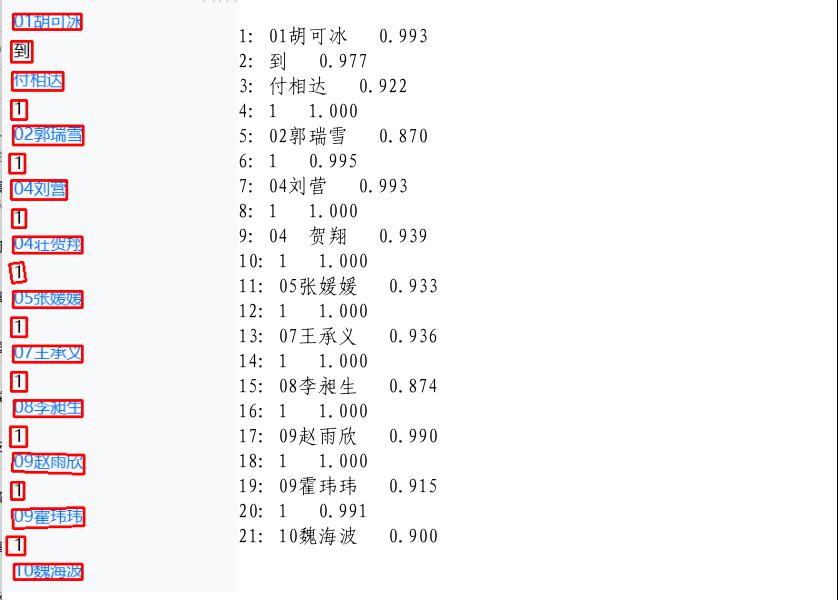 01胡可冰
到
付相达
1
02郭瑞雪
1
04刘营
1
04壮贺翔
1
05张媛媛
1
07王承义
1
08李昶生
1
09赵雨欣
1
09霍玮玮
1
10魏海波
1: 01胡可冰 0.993
2: 到 0.977
3: 付相达 0.922
4: 1 1.000
5: 02郭瑞雪 0.870
6: 1 0.995
7: 04刘营 0.993
8: 1 1.000
9: 04 贺翔 0.939
10: 1 1.000
11: 05张媛媛 0.933
12: 1 1.000
13: 07王承义 0.936
14: 1 1.000
15: 08李昶生 0.874
16: 1 1.000
17: 09赵雨欣 0.990
18: 1 1.000
19: 09霍玮玮 0.915
20: 1 0.991
21: 10魏海波 0.900